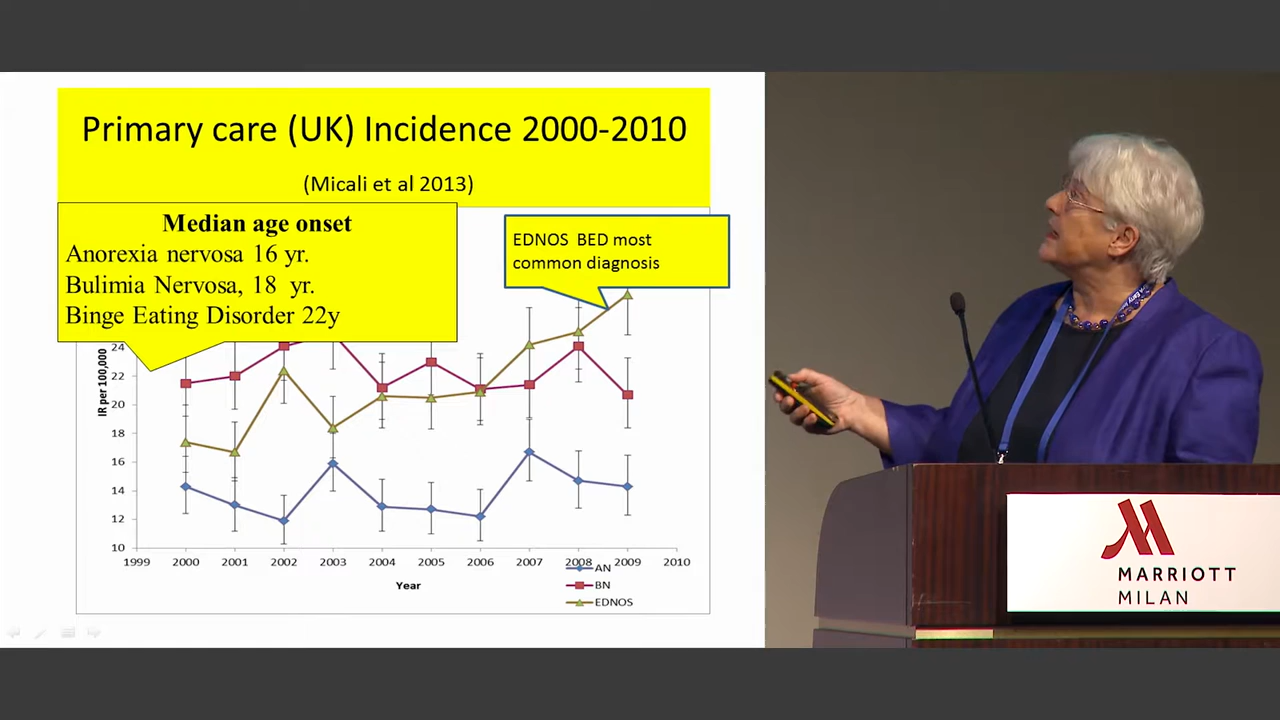 Primary care (UK) Incidence 2000-2010
(Micali et al 2013)
Median age onset
Anorexia nervosa 16 yr.
Bulimia Nervosa, 18 yr.
Binge Eating Disorder 22y
EDNOS BED most
common diagnosis
IR per 100,000
24
22
20
18
16
14
12
10
1999 2000 2001 2002 2003 2004 2005 2006 2007 2008 2009 2010
Year
AN
BN
EDNOS
MARRIOTT
MILAN